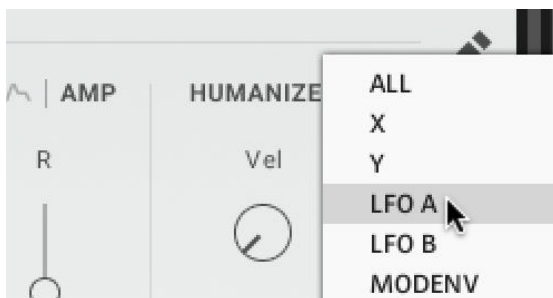 AMP
HUMANIZE
R
Vel
ALL
X
Y
LFO A
LFO B
MODENV